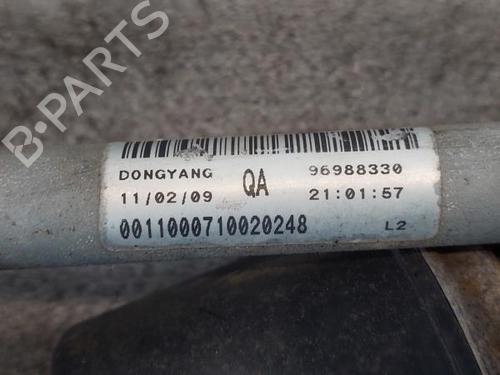 B-PARTS
DONGYANG QA 96988330
11/02/09 21:01:57
0011000710020248 L2